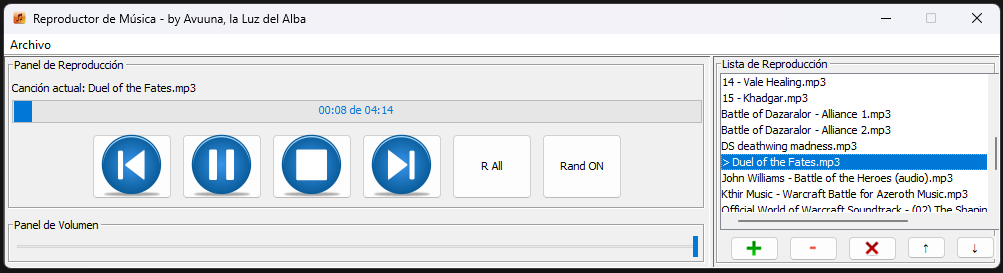 Reproductor de Música - by Avuuna, la Luz del Alba
Archivo
Panel de Reproducción
Canción actual: Duel of the Fates.mp3
00:08 de 04:14
R All
Rand ON
Panel de Volumen
Lista de Reproducción
14 - Vale Healing.mp3
15 - Khadgar.mp3
Battle of Dazaralor - Alliance 1.mp3
Battle of Dazaralor - Alliance 2.mp3
DS deathwing madness.mp3
> Duel of the Fates.mp3
John Williams - Battle of the Heroes (audio).mp3
Kthir Music - Warcraft Battle for Azeroth Music.mp3
Official World of Warcraft Soundtrack - (02) The Shapin